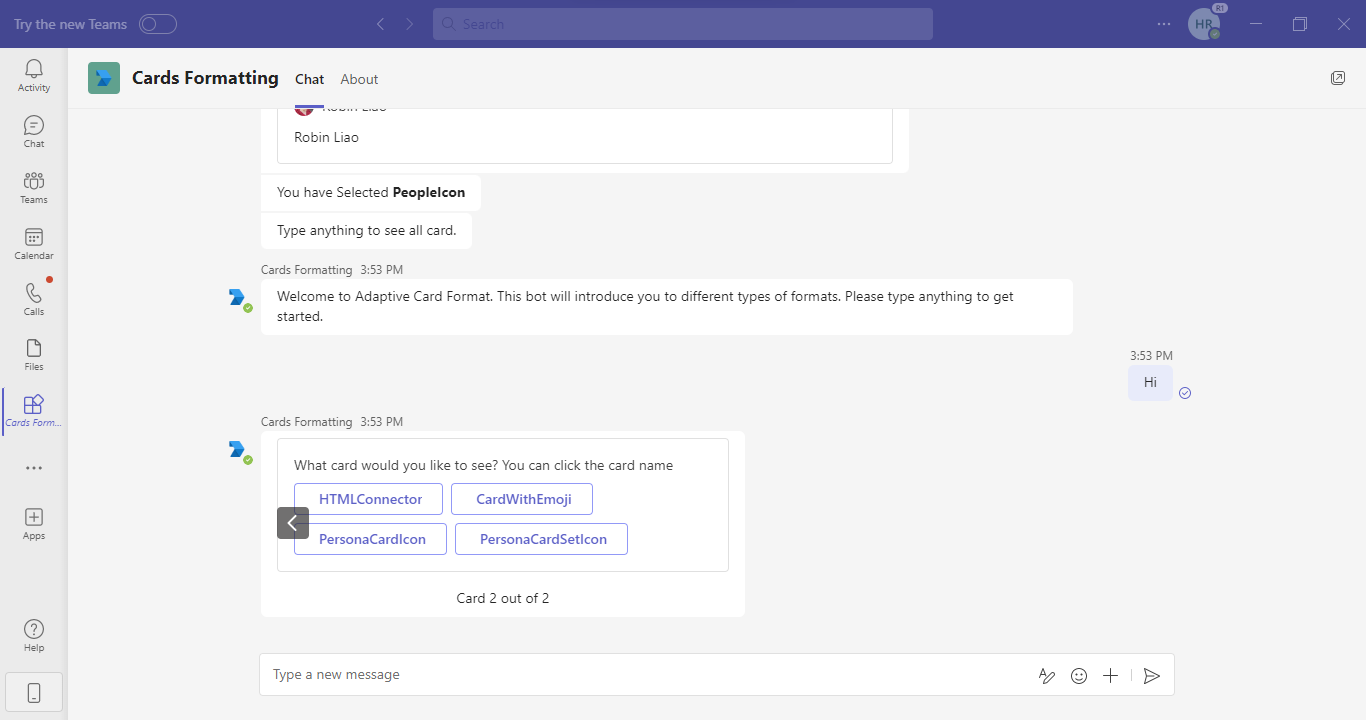 Try the new Teams
Search
HR
R1
Activity
Chat
Teams
Calendar
Calls
Files
Cards Form...
Apps
Help
Cards Formatting
Chat
About
Robin Liao
Robin Liao
You have Selected PeopleIcon
Type anything to see all card.
Cards Formatting 3:53 PM
Welcome to Adaptive Card Format. This bot will introduce you to different types of formats. Please type anything to get
started.
3:53 PM
Hi
Cards Formatting 3:53 PM
What card would you like to see? You can click the card name
HTMLConnector CardWithEmoji
PersonaCardIcon PersonaCardSetIcon
Card 2 out of 2
Type a new message